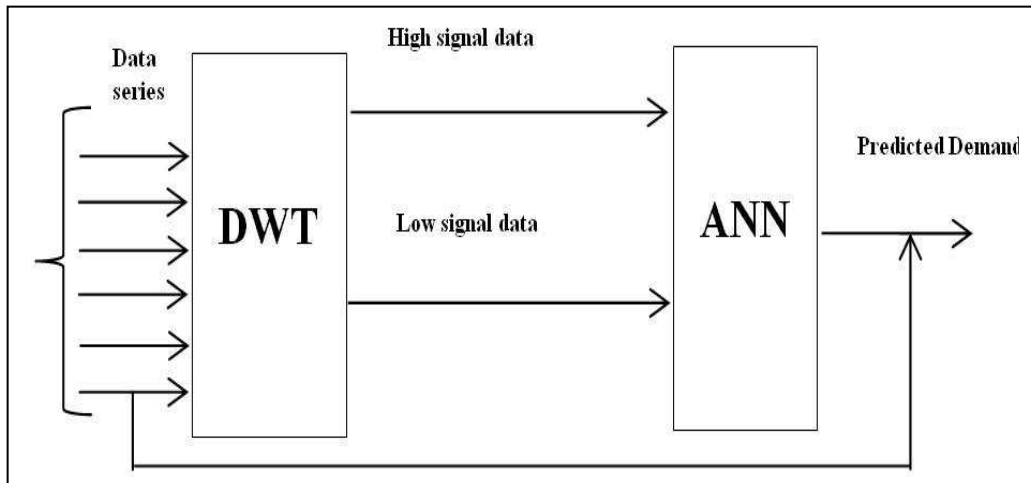 High signal data
Data
series
DWT
Low signal data
ANN
Predicted Demand